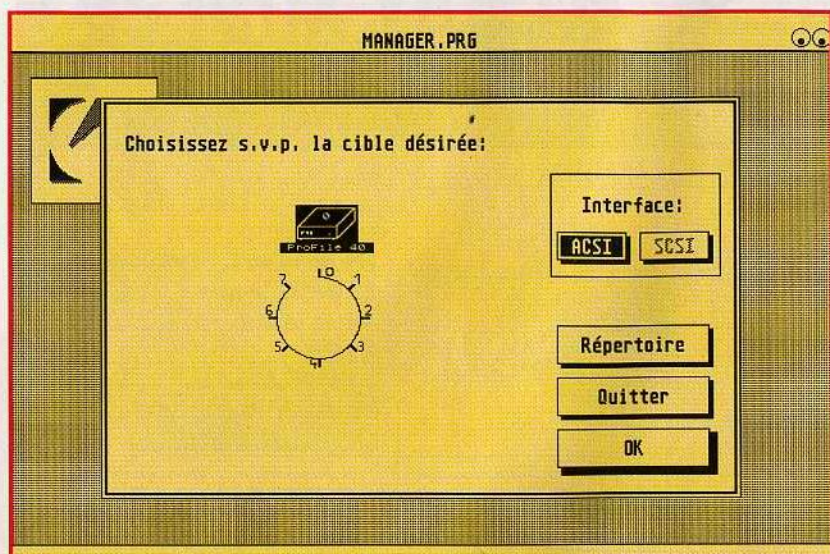 MANAGER.PRG
Choisissez s.v.p. la cible désirée:
ProFile 40
0
1
2
3
4
5
6
7
Interface:
ACSI SCSI
Répertoire
Quitter
OK